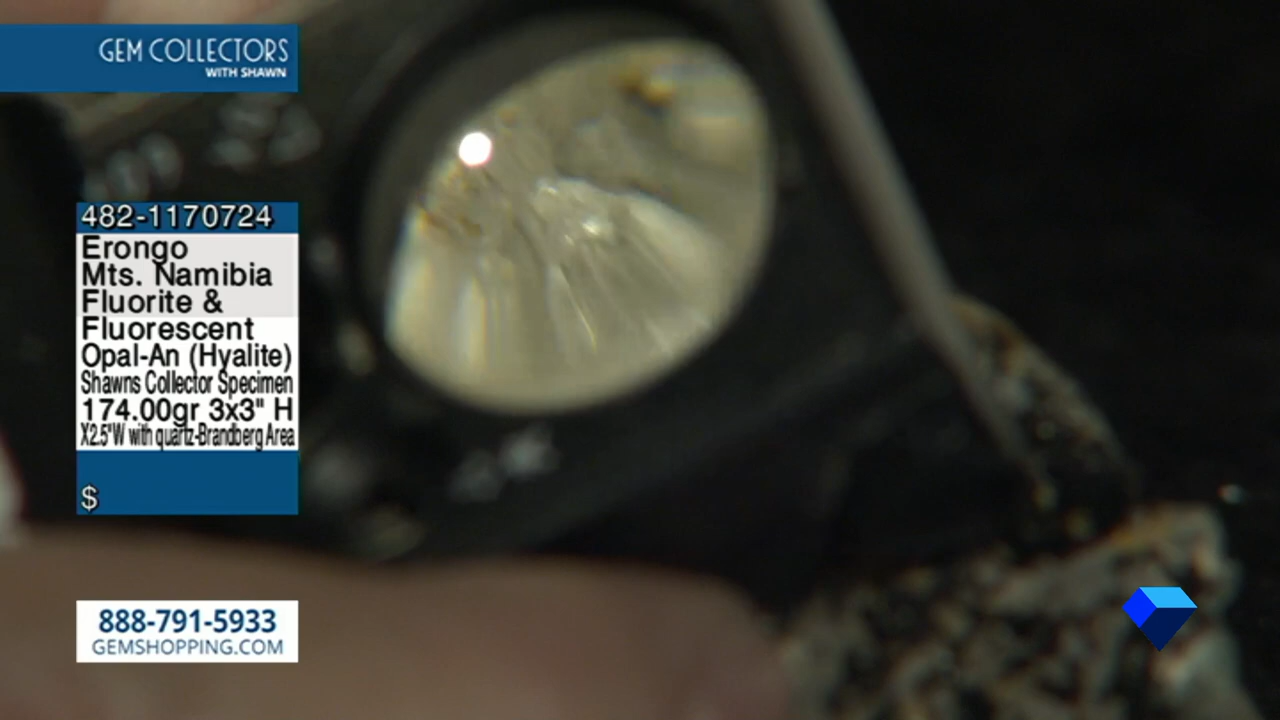 GEM COLLECTORS
WITH SHAWN
482-1170724
Erongo
Mts. Namibia
Fluorite &
Fluorescent
Opal-An (Hyalite)
Shawns Collector Specimen
174.00gr 3x3" H
X2.5"W with quartz-Brandberg Area
$
888-791-5933
GEMSHOPPING.COM